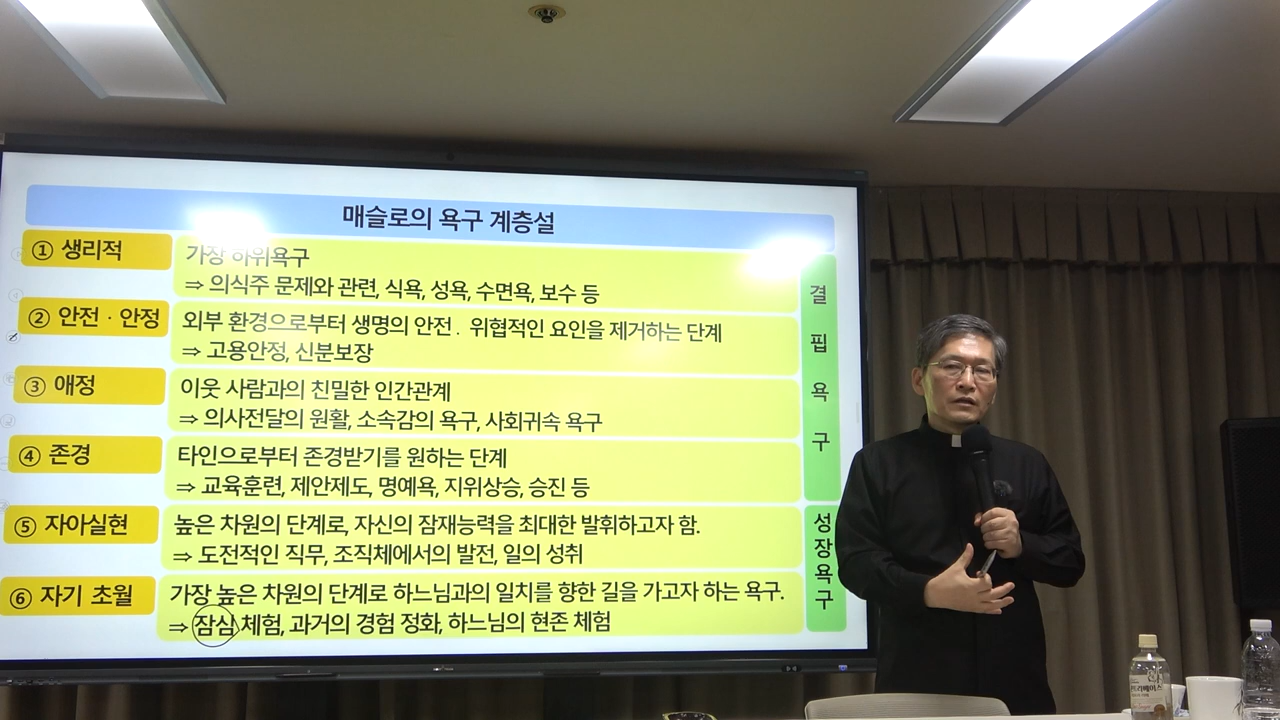 매슬로의 욕구 계층설
① 생리적
가장 하위욕구
⇒ 의식주 문제와 관련, 식욕, 성욕, 수면욕, 보수 등
② 안전 · 안정
외부 환경으로부터 생명의 안전. 위협적인 요인을 제거하는 단계
⇒ 고용안정, 신분보장
③ 애정
이웃 사람과의 친밀한 인간관계
⇒ 의사전달의 원활, 소속감의 욕구, 사회귀속 욕구
④ 존경
타인으로부터 존경받기를 원하는 단계
⇒ 교육훈련, 제안제도, 명예욕, 지위상승, 승진 등
결핍욕구
⑤ 자아실현
높은 차원의 단계로, 자신의 잠재능력을 최대한 발휘하고자 함.
⇒ 도전적인 직무, 조직체에서의 발전, 일의 성취
⑥ 자기 초월
가장 높은 차원의 단계로 하느님과의 일치를 향한 길을 가고자 하는 욕구.
⇒ 잠심 체험, 과거의 경험 정화, 하느님의 현존 체험
성장욕구